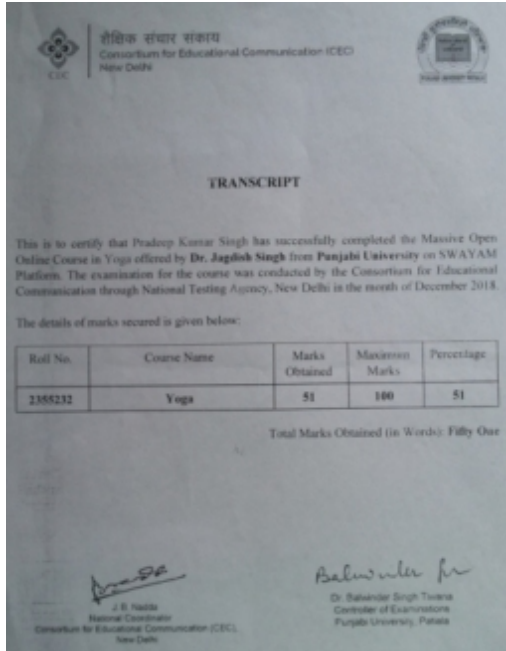 शैक्षिक संचार संकाय
Consortium for Educational Communication (CEC)
New Delhi
CEC
TRANSCRIPT
This is to certify that Pradeep Kumar Singh has successfully completed the Massive Open
Online Course in Yoga offered by Dr. Jagdish Singh from Punjabi University on SWAYAM
Platform. The examination for the course was conducted by the Consortium for Educational
Communication through National Testing Agency, New Delhi in the month of December 2018.
The details of marks secured is given below:
Roll No. Course Name Marks Obtained Maximum Marks Percentage
2355232 Yoga 51 100 51
Total Marks Obtained (in Words): Fifty One
J.B. Nadda
National Coordinator
Consortium for Educational Communication (CEC),
New Delhi
Balwinder
Dr. Balwinder Singh Tiwana
Controller of Examinations
Punjabi University, Patiala